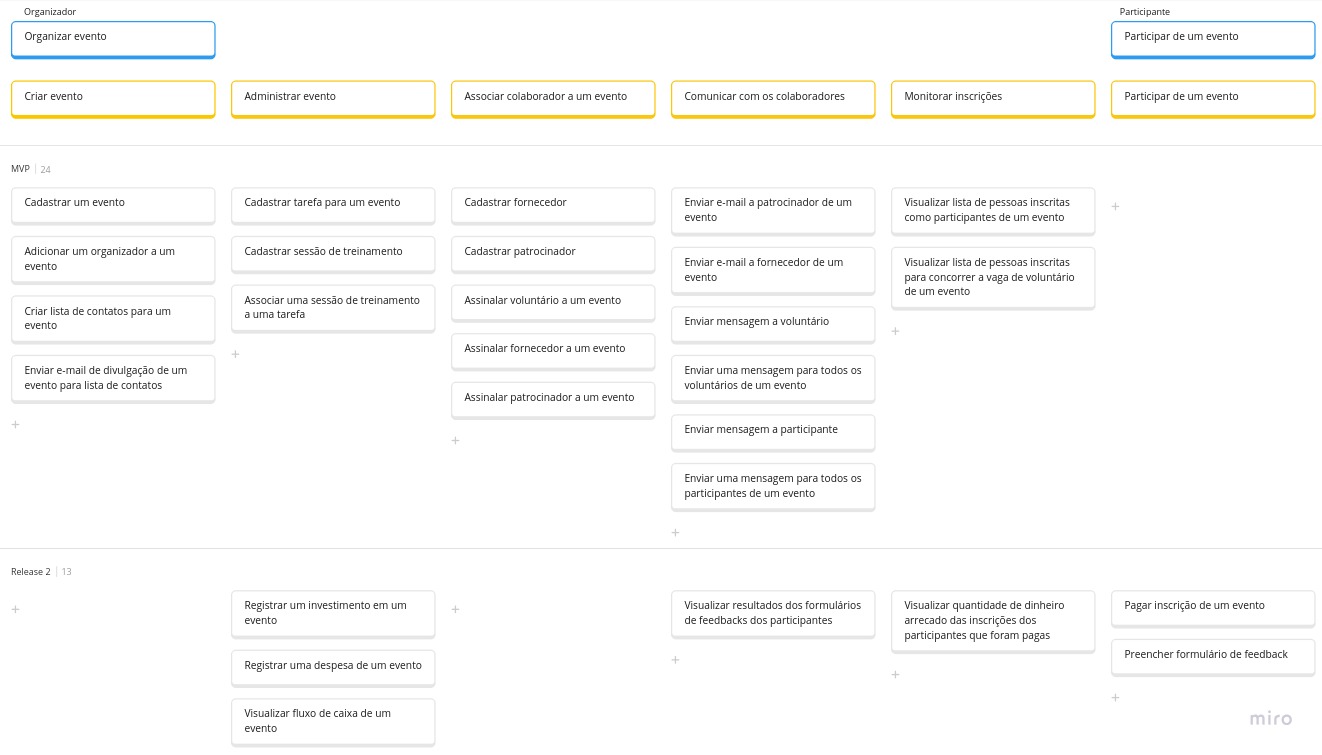 Organizador
Participante
Organizar evento
Participar de um evento
Criar evento
Administrar evento
Associar colaborador a um evento
Comunicar com os colaboradores
Monitorar inscrições
Participar de um evento
MVP
24
Cadastrar um evento
Adicionar um organizador a um
evento
Criar lista de contatos para um
evento
Enviar e-mail de divulgação de um
evento para lista de contatos
+
Cadastrar tarefa para um evento
Cadastrar sessão de treinamento
Associar uma sessão de treinamento
a uma tarefa
+
Cadastrar fornecedor
Cadastrar patrocinador
Assinalar voluntário a um evento
Assinalar fornecedor a um evento
Assinalar patrocinador a um evento
+
Enviar e-mail a patrocinador de um
evento
Enviar e-mail a fornecedor de um
evento
Enviar mensagem a voluntário
Enviar uma mensagem para todos os
voluntários de um evento
Enviar mensagem a participante
Enviar uma mensagem para todos os
participantes de um evento
+
Visualizar lista de pessoas inscritas
como participantes de um evento
Visualizar lista de pessoas inscritas
para concorrer a vaga de voluntário
de um evento
+
+
Release 2
13
+
Registrar um investimento em um
evento
Registrar uma despesa de um evento
Visualizar fluxo de caixa de um
evento
+
Visualizar resultados dos formulários
de feedbacks dos participantes
+
Visualizar quantidade de dinheiro
arrecado das inscrições dos
participantes que foram pagas
+
Pagar inscrição de um evento
Preencher formulário de feedback
+
miro